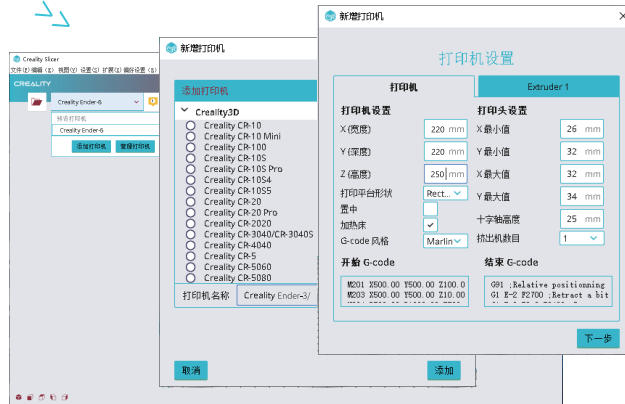 Creality Slicer
文件(F) 编辑 (E) 视图(V) 设置(S) 扩展(X) 偏好设置 (R)
CREALITY
Creality Ender-6
预设打印机
Creality Ender-6
添加打印机 管理打印机
新增打印机
添加打印机
Creality3D
Creality CR-10
Creality CR-10 Mini
Creality CR-100
Creality CR-10S
Creality CR-10S Pro
Creality CR-10S4
Creality CR-10S5
Creality CR-20
Creality CR-20 Pro
Creality CR-2020
Creality CR-3040/CR-3040S
Creality CR-4040
Creality CR-5
Creality CR-5060
Creality CR-5080
打印机名称 Creality Ender-3/
取消 添加
新增打印机
打印机设置
打印机 Extruder 1
打印机设置 打印头设置
X (宽度) 220 mm X 最小值 26 mm
Y (深度) 220 mm Y 最小值 32 mm
Z (高度) 250 mm X 最大值 32 mm
打印平台形状 Rect... Y 最大值 34 mm
置中 十字轴高度 25 mm
加热床 挤出机数目 1
G-code 风格 Marlin
开始 G-code 结束 G-code
M201 X500.00 Y500.00 Z100.0 G91 ;Relative positionning
M203 X500.00 Y500.00 Z10.00 G1 E-2 F2700 ;Retract a bit
下一步